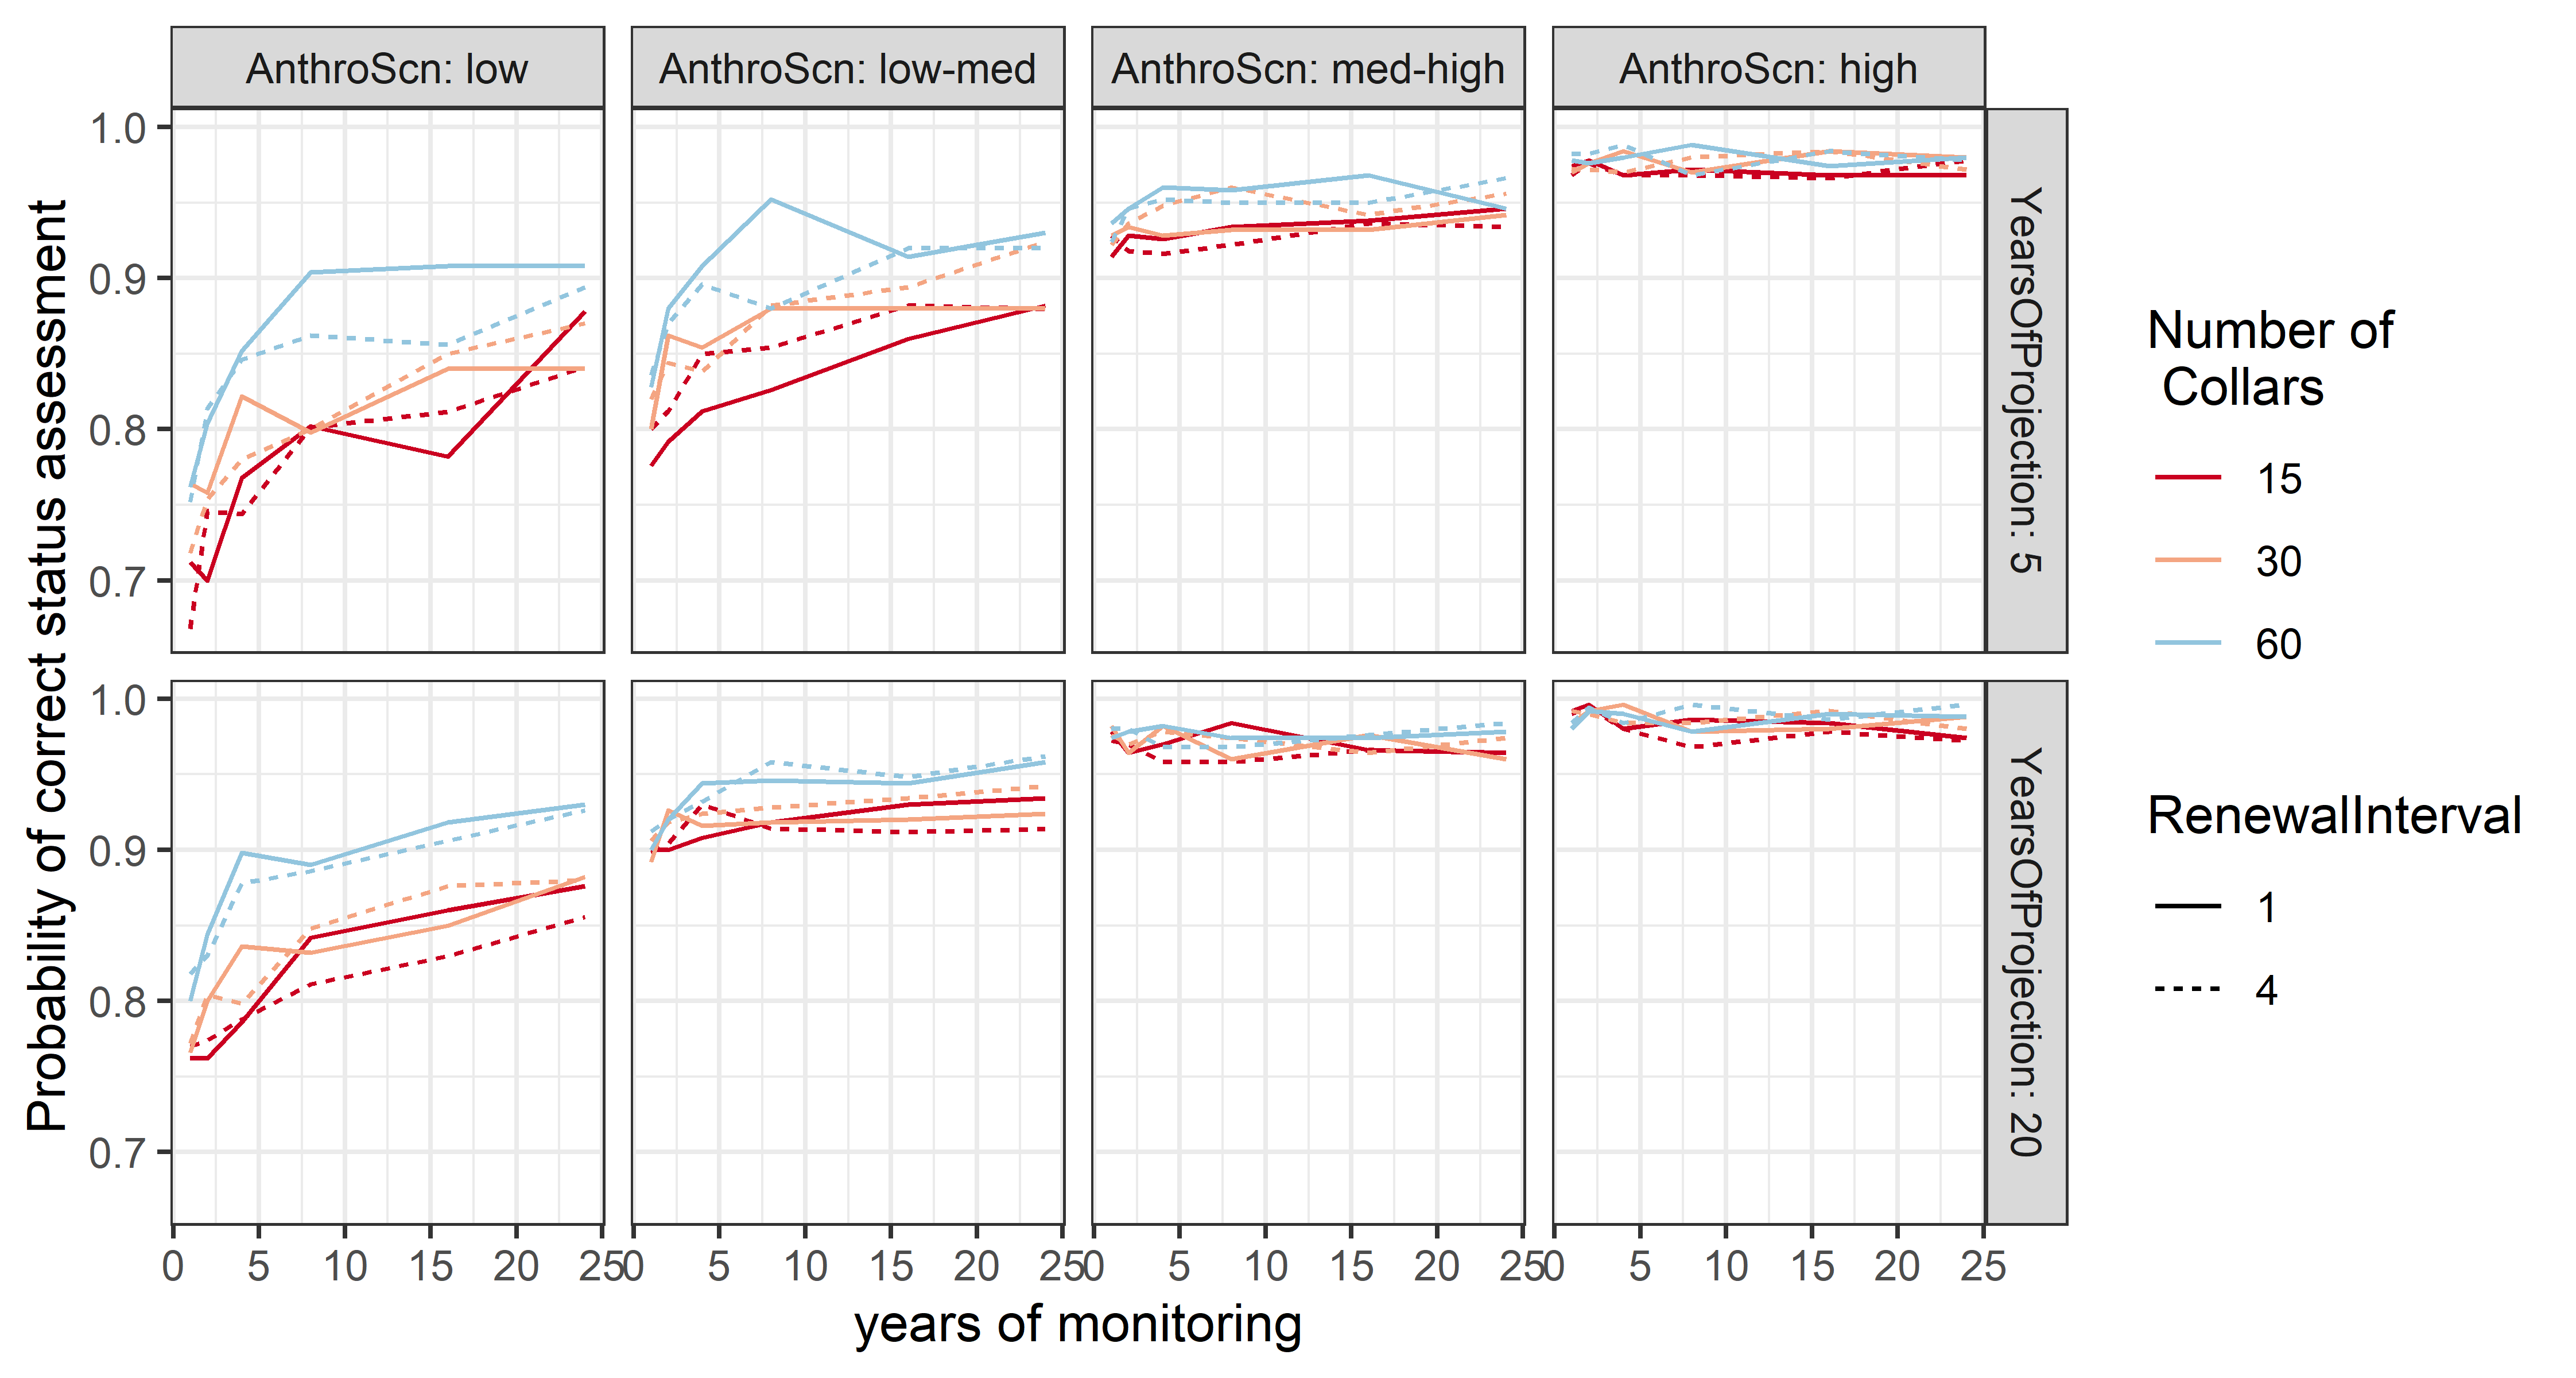 AnthroScn: low
AnthroScn: low-med
AnthroScn: med-high
AnthroScn: high
Probability of correct status assessment
1.0
0.9
0.8
0.7
YearsOfProjection: 5
1.0
0.9
0.8
0.7
YearsOfProjection: 20
0 5 10 15 20 25
0 5 10 15 20 25
0 5 10 15 20 25
0 5 10 15 20 25
years of monitoring
Number of
Collars
15
30
60
RenewalInterval
1
4